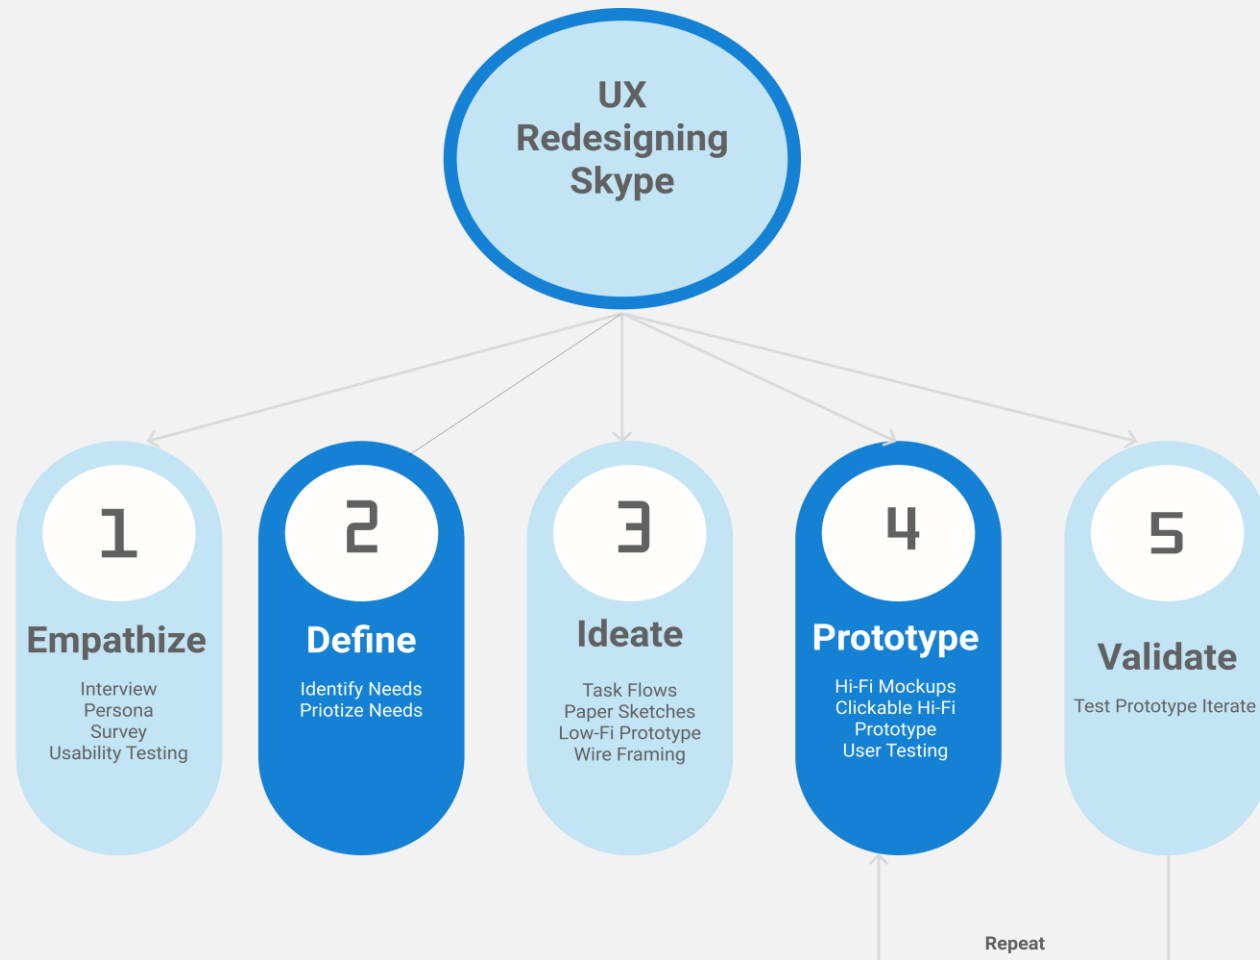 UX
Redesigning
Skype
1
Empathize
Interview
Persona
Survey
Usability Testing
2
Define
Identify Needs
Priotize Needs
3
Ideate
Task Flows
Paper Sketches
Low-Fi Prototype
Wire Framing
4
Prototype
Hi-Fi Mockups
Clickable Hi-Fi
Prototype
User Testing
5
Validate
Test Prototype Iterate
Repeat